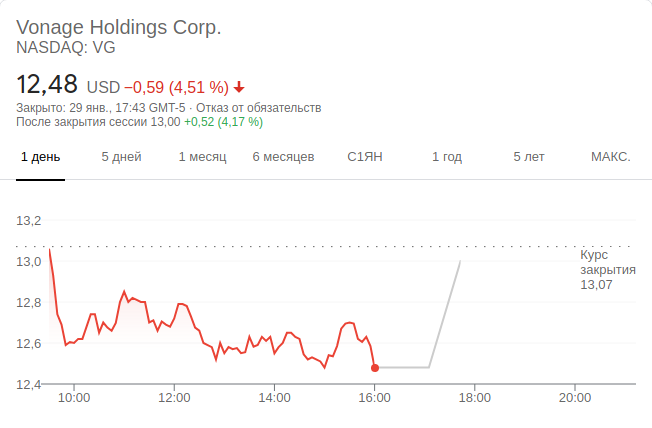 Vonage Holdings Corp.
NASDAQ: VG
12,48 USD −0,59 (4,51 %)
Закрыто: 29 янв., 17:43 GMT-5 · Отказ от обязательств
После закрытия сессии 13,00 +0,52 (4,17 %)
1 день 5 дней 1 месяц 6 месяцев С1ЯН 1 год 5 лет МАКС.
13,2
13,0
12,8
12,6
12,4
Курс
закрытия
13,07
10:00 12:00 14:00 16:00 18:00 20:00